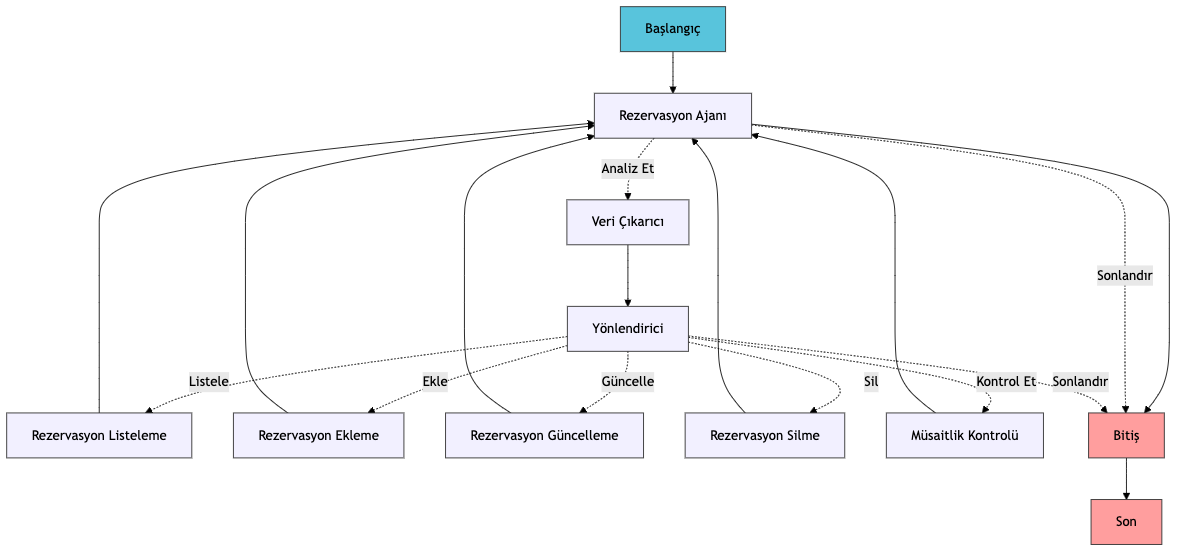 Başlangıç
Rezervasyon Ajanı
Analiz Et
Veri Çıkarıcı
Sonlandır
Yönlendirici
Listele
Ekle
Güncelle
Sil
Kontrol Et
Sonlandır
Rezervasyon Listeleme
Rezervasyon Ekleme
Rezervasyon Güncelleme
Rezervasyon Silme
Müsaitlik Kontrolü
Bitiş
Son